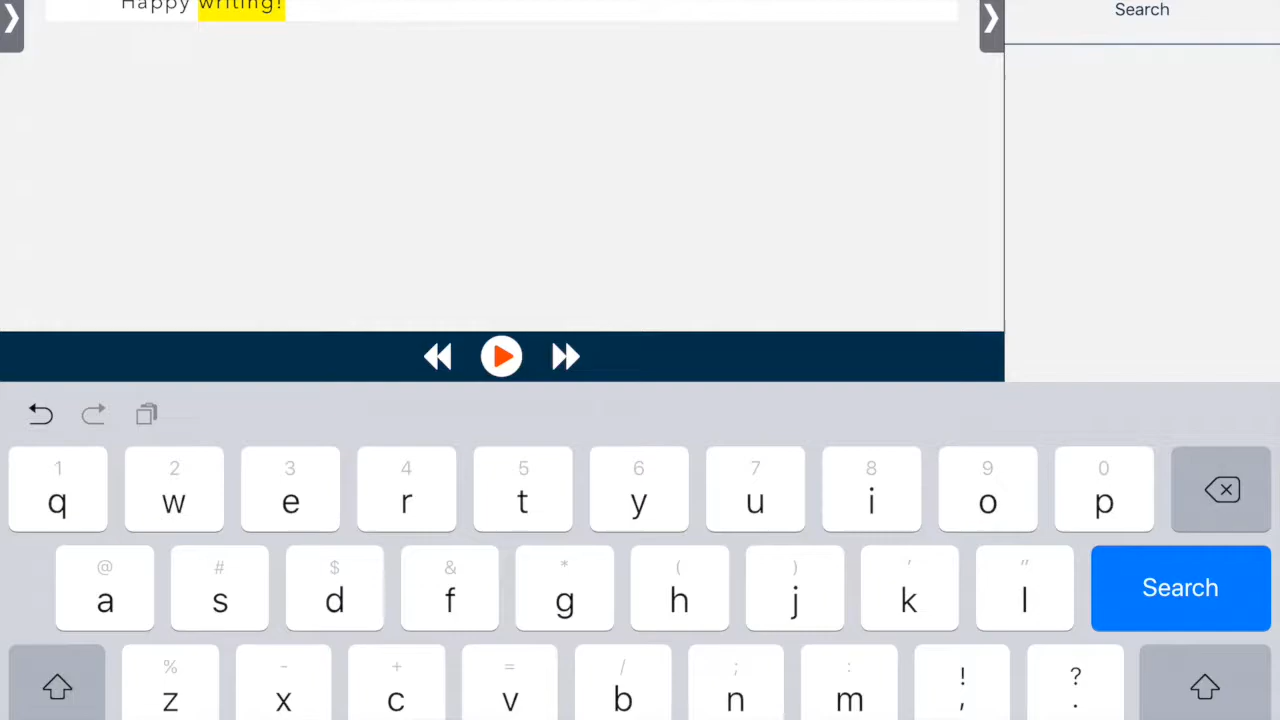 Happy writing!
Search
1 2 3 4 5 6 7 8 9 0
q w e r t y u i o p
@ # $ & * ( ) ' "
a s d f g h j k l Search
% - + = / ; : ! ?
z x c v b n m , .